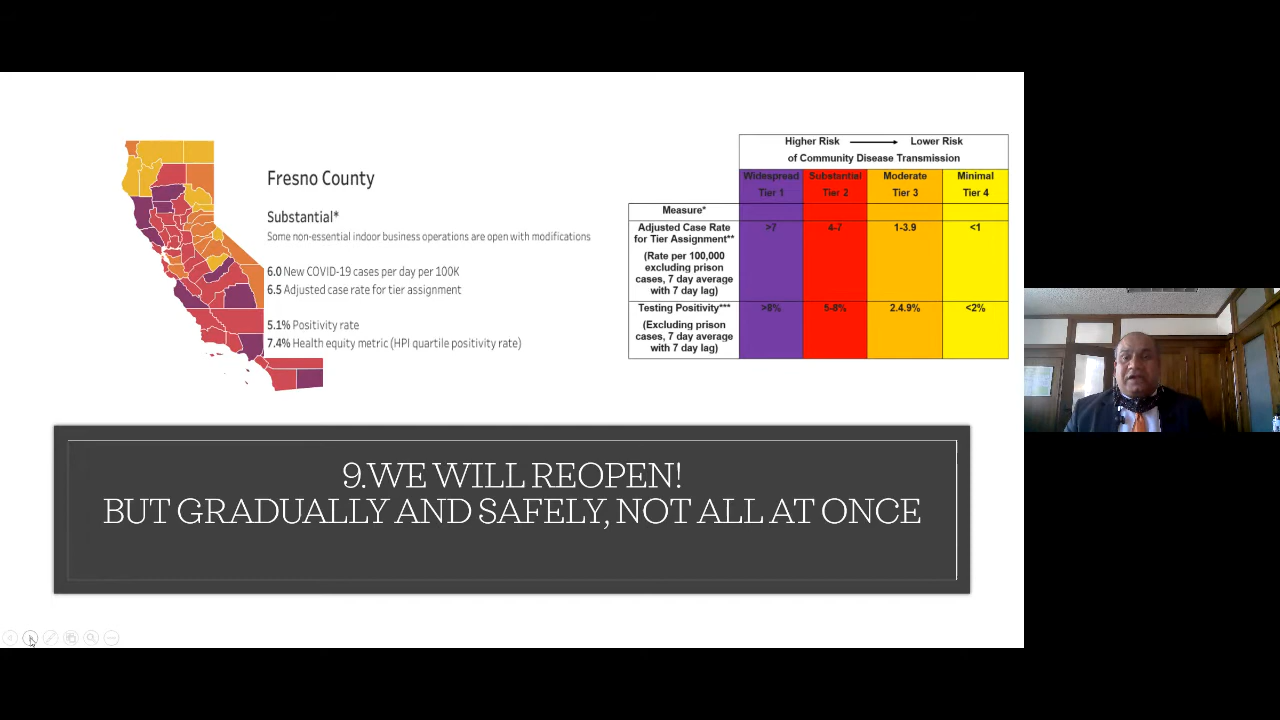 Fresno County
Substantial*
Some non-essential indoor business operations are open with modifications
6.0 New COVID-19 cases per day per 100K
6.5 Adjusted case rate for tier assignment
5.1% Positivity rate
7.4% Health equity metric (HPI quartile positivity rate)
Higher Risk Lower Risk
of Community Disease Transmission
Widespread Substantial Moderate Minimal
Tier 1 Tier 2 Tier 3 Tier 4
Measure*
Adjusted Case Rate >7 4-7 1-3.9 <1
for Tier Assignment**
(Rate per 100,000
excluding prison
cases, 7 day average
with 7 day lag)
Testing Positivity*** >8% 5-8% 2.4.9% <2%
(Excluding prison
cases, 7 day average
with 7 day lag)
9.WE WILL REOPEN!
BUT GRADUALLY AND SAFELY, NOT ALL AT ONCE